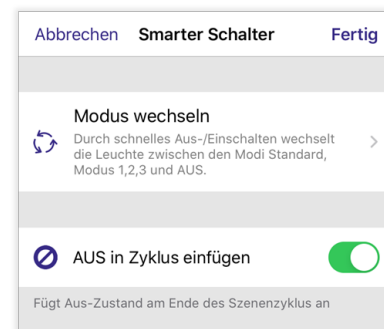 Abbrechen Smarter Schalter Fertig
Modus wechseln
Durch schnelles Aus-/Einschalten wechselt
die Leuchte zwischen den Modi Standard,
Modus 1,2,3 und AUS.
AUS in Zyklus einfügen
Fügt Aus-Zustand am Ende des Szenenzyklus an